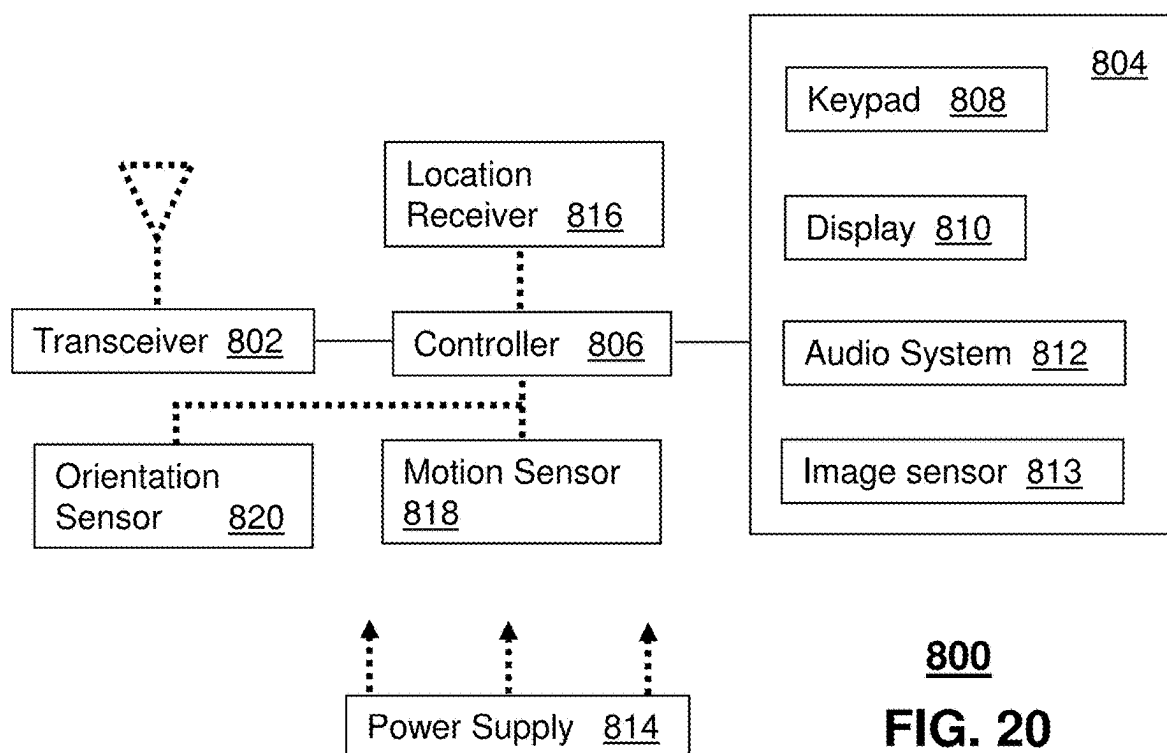 804
Keypad 808
Location
Receiver 816
Display 810
Transceiver 802
Controller 806
Audio System 812
Orientation
Sensor 820
Motion Sensor
818
Image sensor 813
800
Power Supply 814
FIG. 20